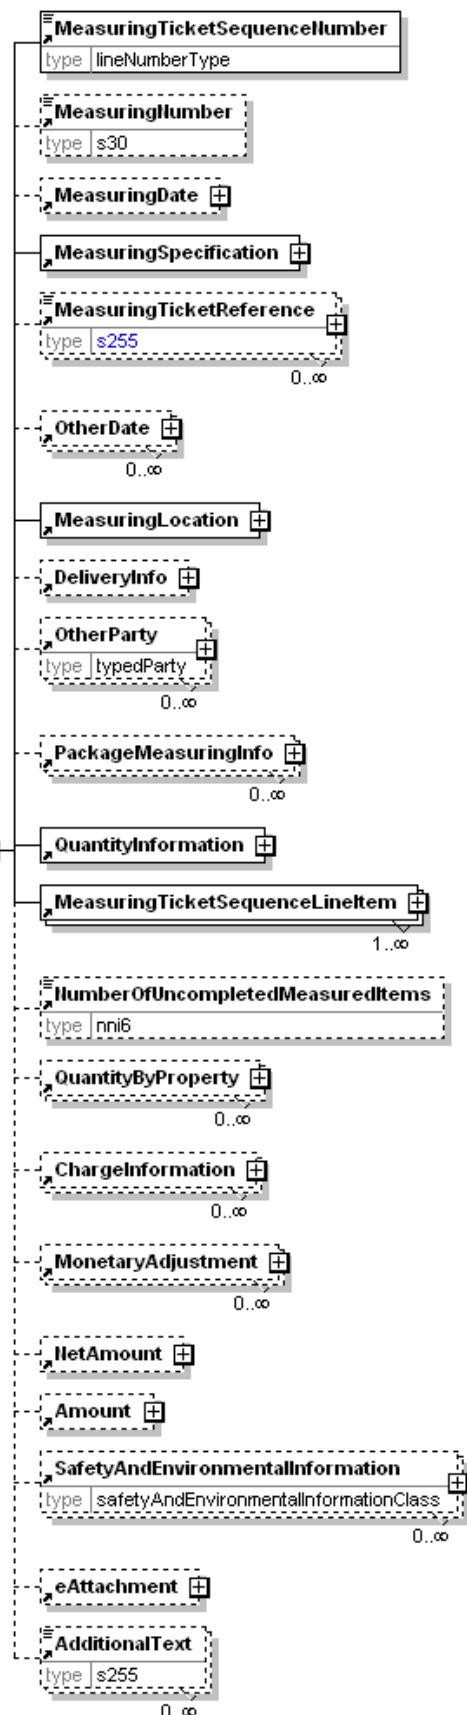 MeasuringTicketSequenceNumber
type lineNumberType
MeasuringNumber
type s30
MeasuringDate
MeasuringSpecification
MeasuringTicketReference
type s255
0..∞
OtherDate
0..∞
MeasuringLocation
DeliveryInfo
OtherParty
type typedParty
0..∞
PackageMeasuringInfo
0..∞
QuantityInformation
MeasuringTicketSequenceLineItem
1..∞
NumberOfUncompletedMeasuredItems
type nni6
QuantityByProperty
0..∞
ChargeInformation
0..∞
MonetaryAdjustment
0..∞
NetAmount
Amount
SafetyAndEnvironmentalInformation
type safetyAndEnvironmentalInformationClass
0..∞
eAttachment
AdditionalText
type s255
0..∞